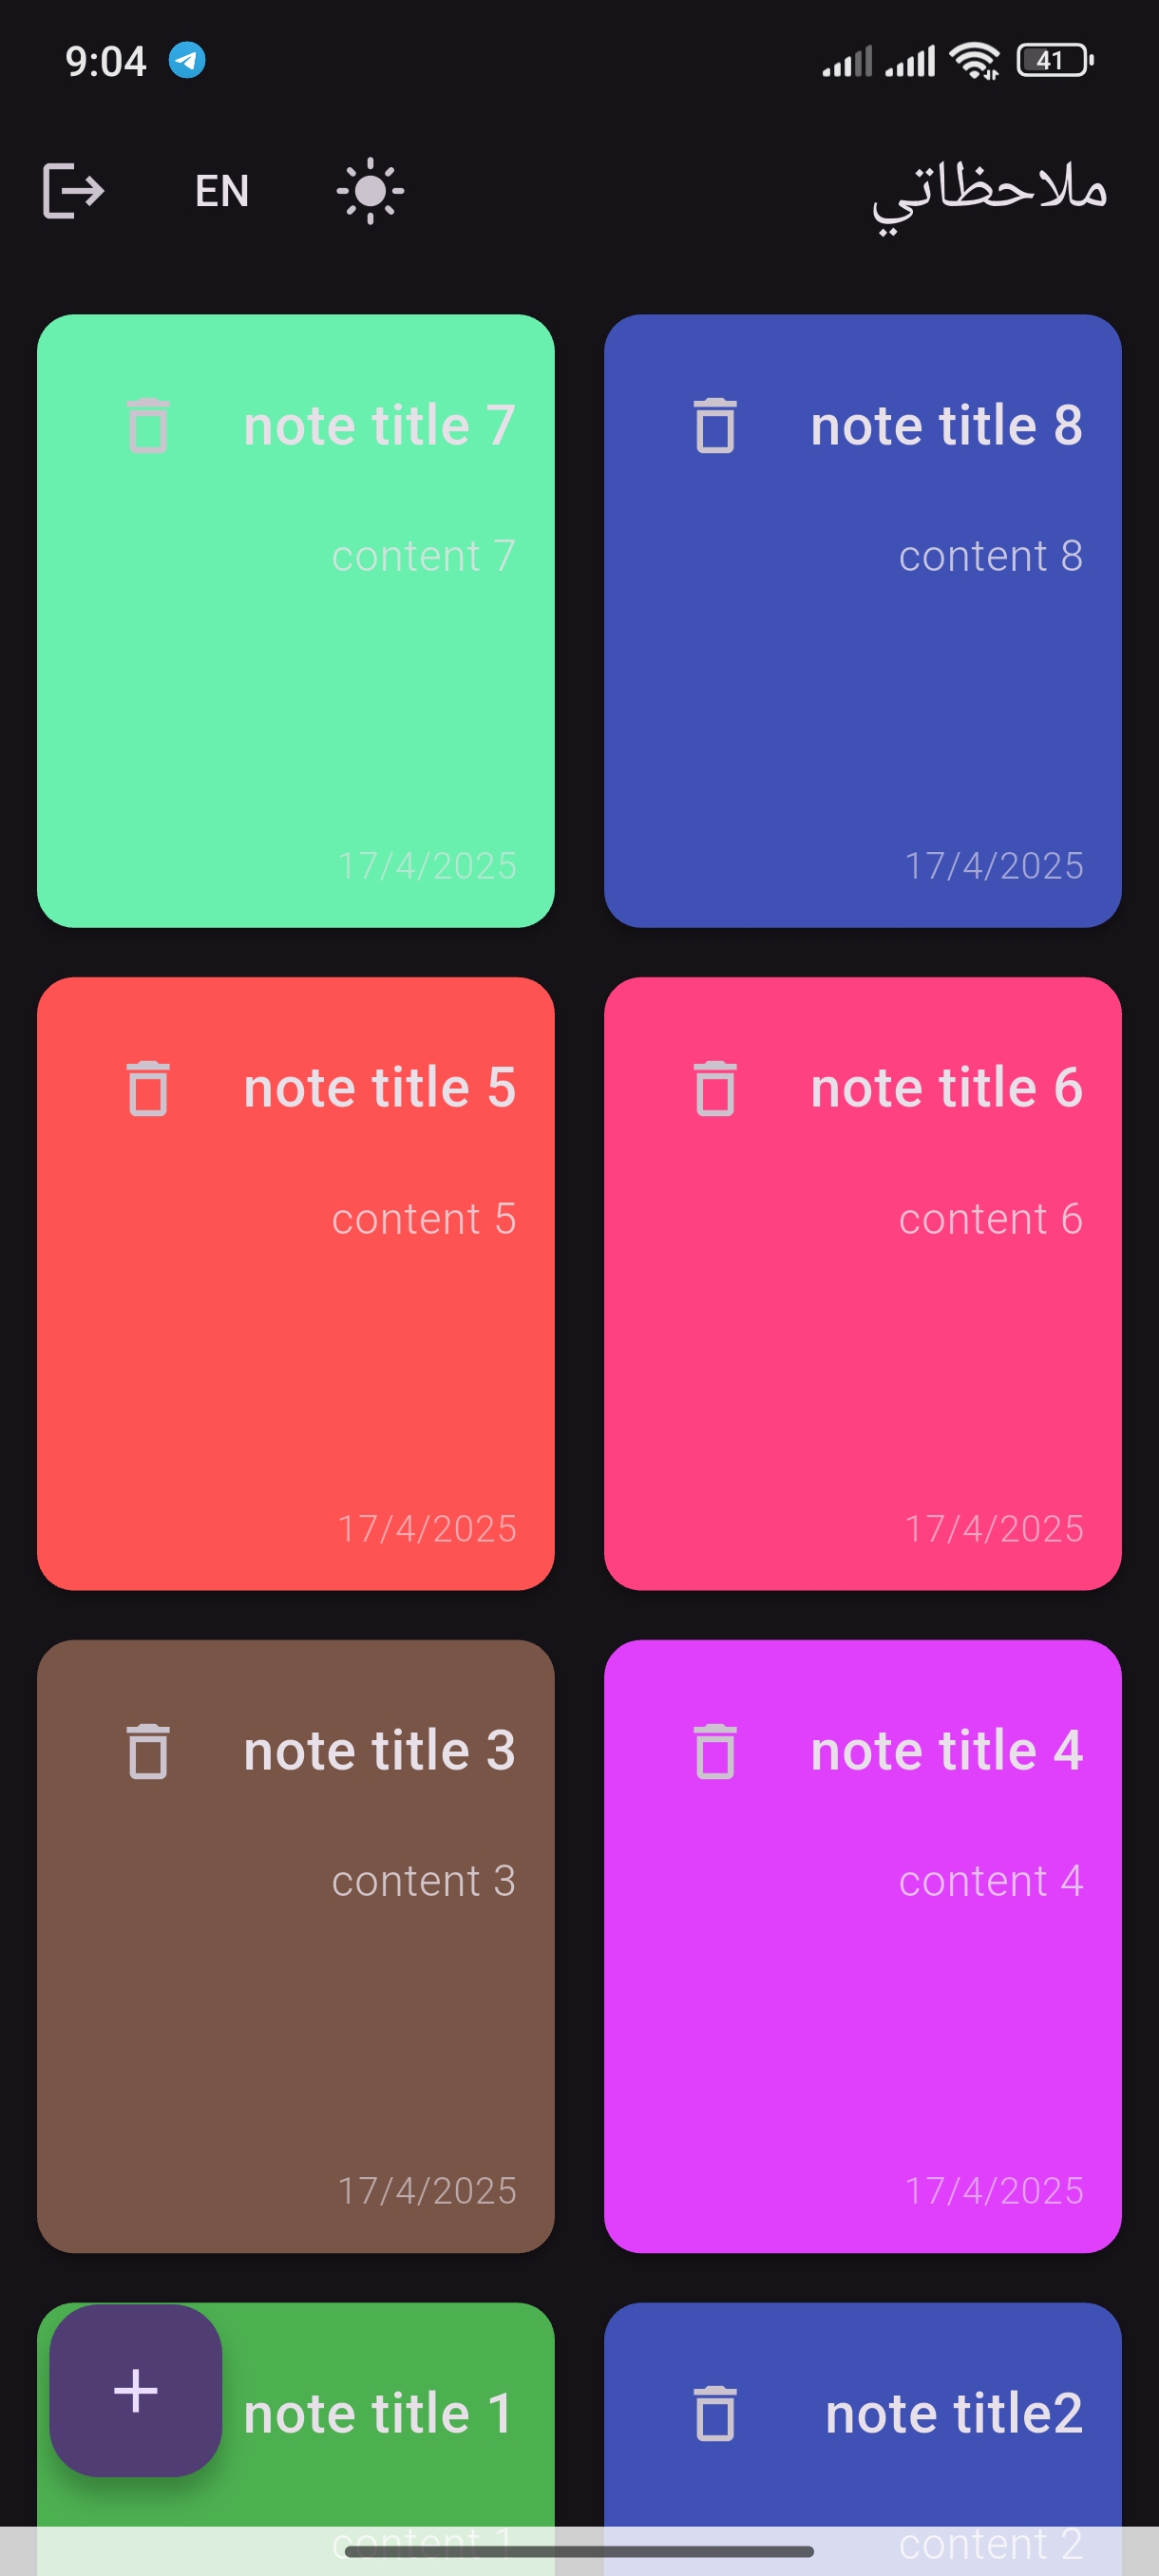 9:04
41
ملاحظاتي
EN
note title 8
content 8
17/4/2025
note title 7
content 7
17/4/2025
note title 6
content 6
17/4/2025
note title 5
content 5
17/4/2025
note title 4
content 4
17/4/2025
note title 3
content 3
17/4/2025
note title2
content 2
note title 1
content 1